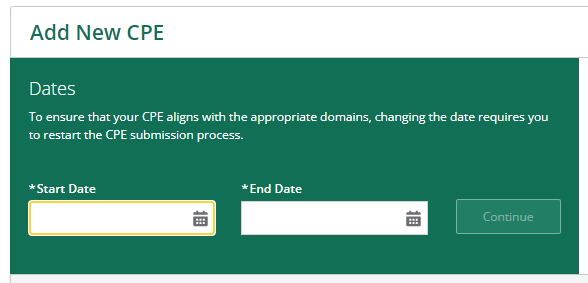 Add New CPE
Dates
To ensure that your CPE aligns with the appropriate domains, changing the date requires you
to restart the CPE submission process.
*Start Date
*End Date
Continue